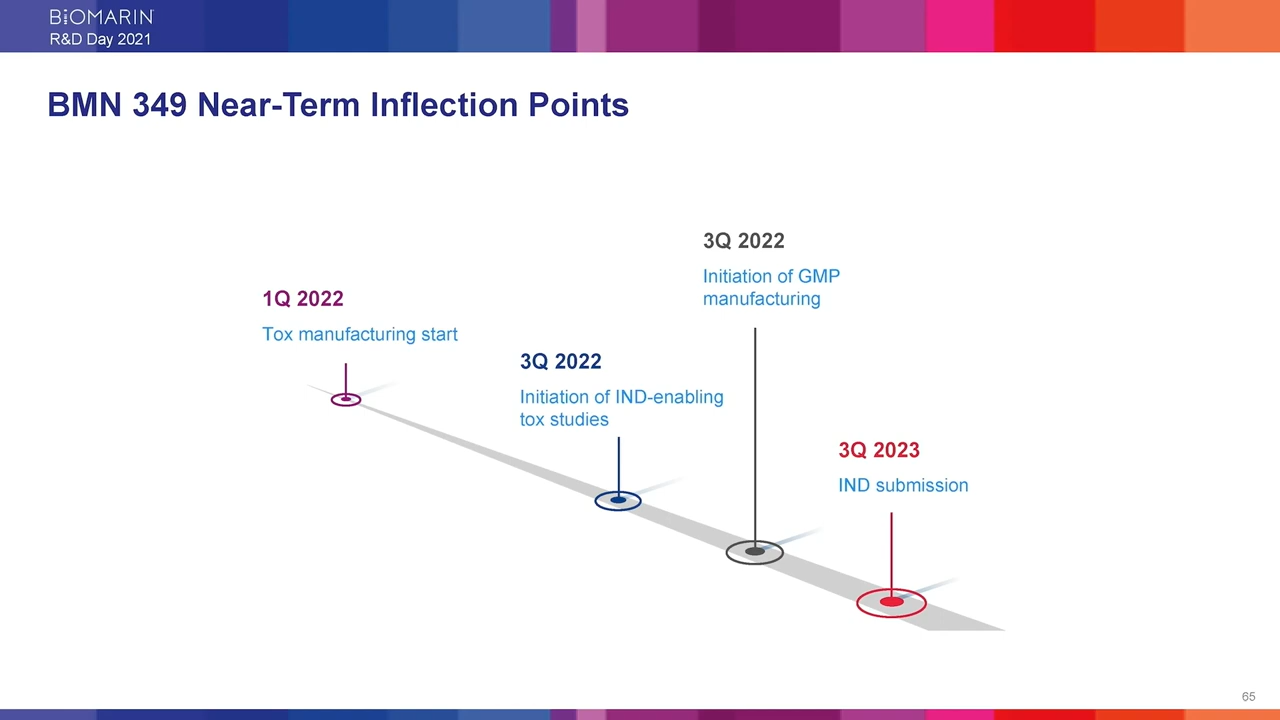 BIOMARIN®
R&D Day 2021
BMN 349 Near-Term Inflection Points
1Q 2022
Tox manufacturing start
3Q 2022
Initiation of IND-enabling
tox studies
3Q 2022
Initiation of GMP
manufacturing
3Q 2023
IND submission
65